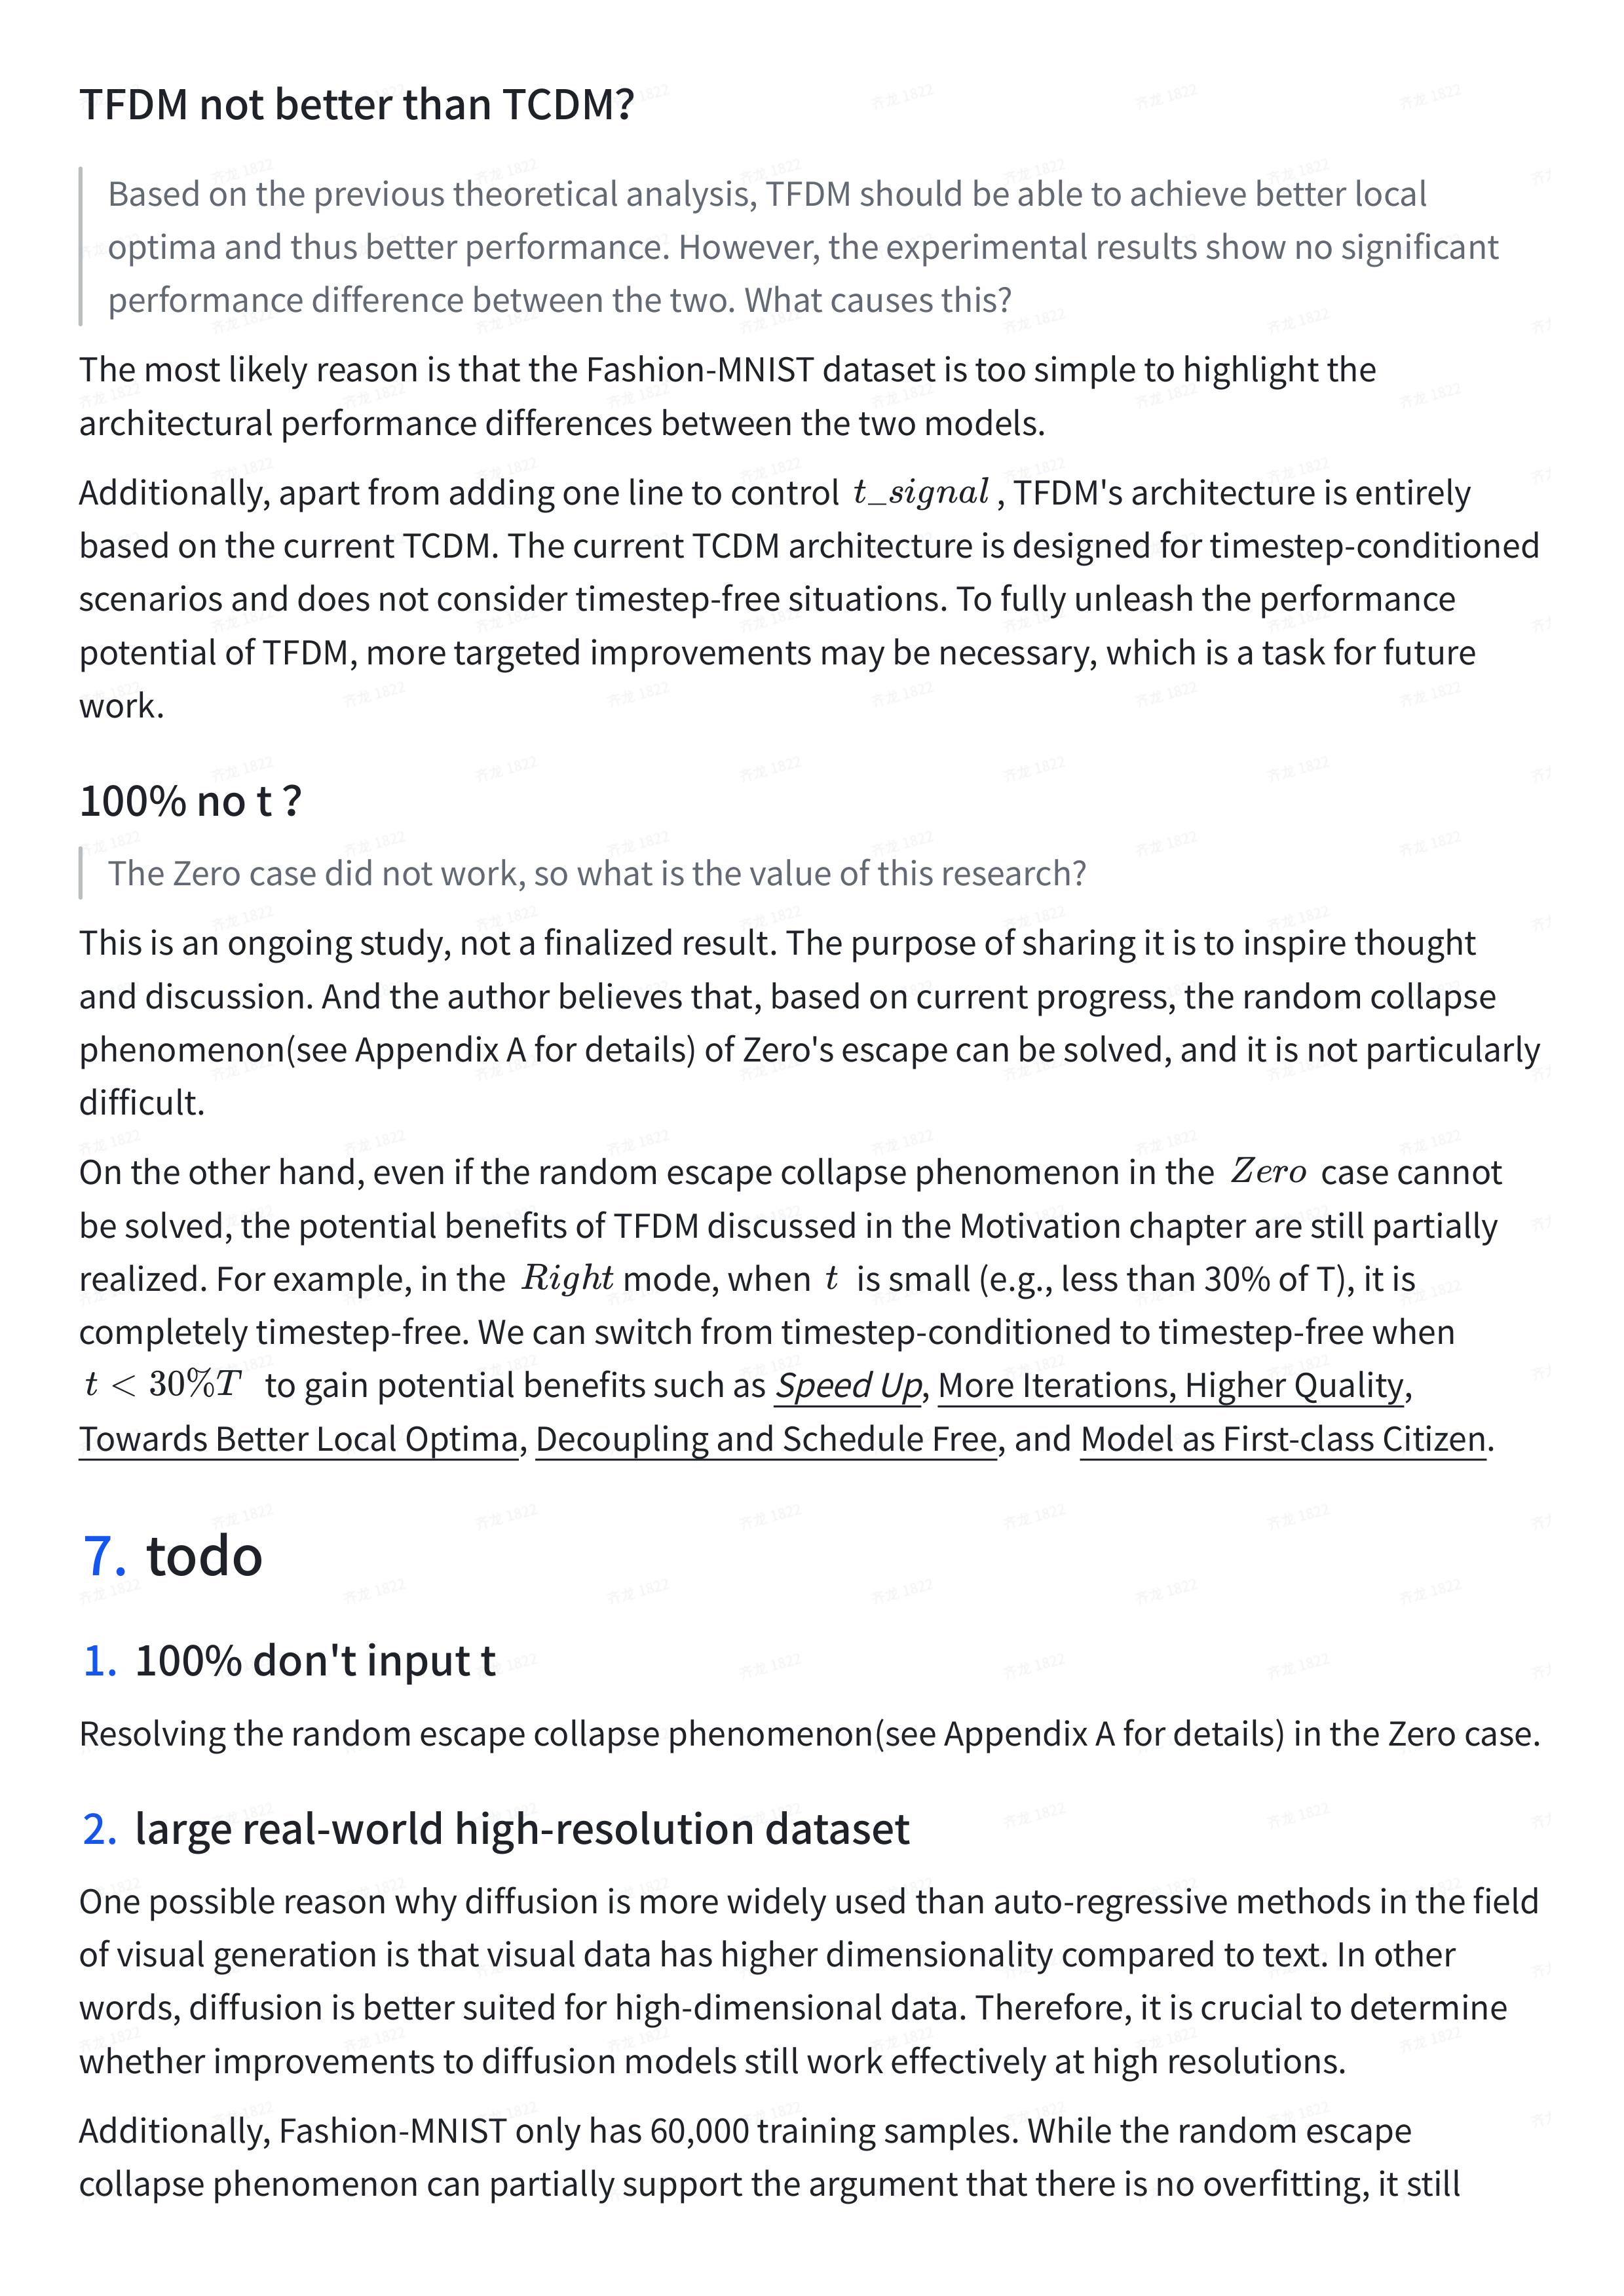 TFDM not better than TCDM?
Based on the previous theoretical analysis, TFDM should be able to achieve better local
optima and thus better performance. However, the experimental results show no significant
performance difference between the two. What causes this?
The most likely reason is that the Fashion-MNIST dataset is too simple to highlight the
architectural performance differences between the two models.
Additionally, apart from adding one line to control t_signal, TFDM's architecture is entirely
based on the current TCDM. The current TCDM architecture is designed for timestep-conditioned
scenarios and does not consider timestep-free situations. To fully unleash the performance
potential of TFDM, more targeted improvements may be necessary, which is a task for future
work.
100% no t ?
The Zero case did not work, so what is the value of this research?
This is an ongoing study, not a finalized result. The purpose of sharing it is to inspire thought
and discussion. And the author believes that, based on current progress, the random collapse
phenomenon(see Appendix A for details) of Zero's escape can be solved, and it is not particularly
difficult.
On the other hand, even if the random escape collapse phenomenon in the Zero case cannot
be solved, the potential benefits of TFDM discussed in the Motivation chapter are still partially
realized. For example, in the Right mode, when t is small (e.g., less than 30% of T), it is
completely timestep-free. We can switch from timestep-conditioned to timestep-free when
t < 30%T to gain potential benefits such as Speed Up, More Iterations, Higher Quality,
Towards Better Local Optima, Decoupling and Schedule Free, and Model as First-class Citizen.
7. todo
1. 100% don't input t
Resolving the random escape collapse phenomenon(see Appendix A for details) in the Zero case.
2. large real-world high-resolution dataset
One possible reason why diffusion is more widely used than auto-regressive methods in the field
of visual generation is that visual data has higher dimensionality compared to text. In other
words, diffusion is better suited for high-dimensional data. Therefore, it is crucial to determine
whether improvements to diffusion models still work effectively at high resolutions.
Additionally, Fashion-MNIST only has 60,000 training samples. While the random escape
collapse phenomenon can partially support the argument that there is no overfitting, it still
齐龙 1822